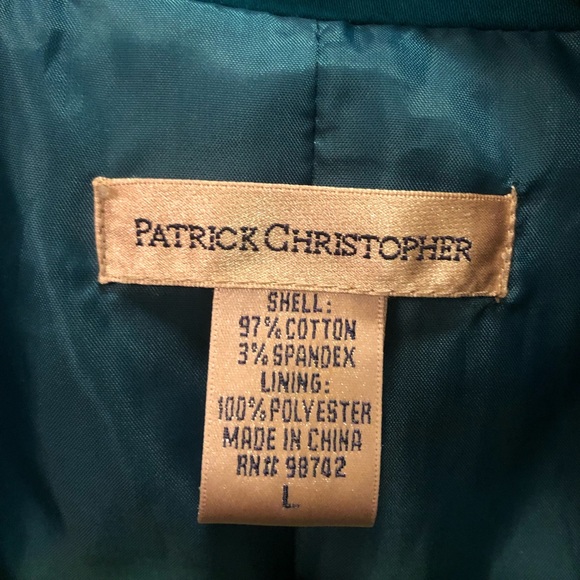 PATRICK CHRISTOPHER
SHELL:
97% COTTON
3% SPANDEX
LINING:
100% POLYESTER
MADE IN CHINA
RN# 98742
L